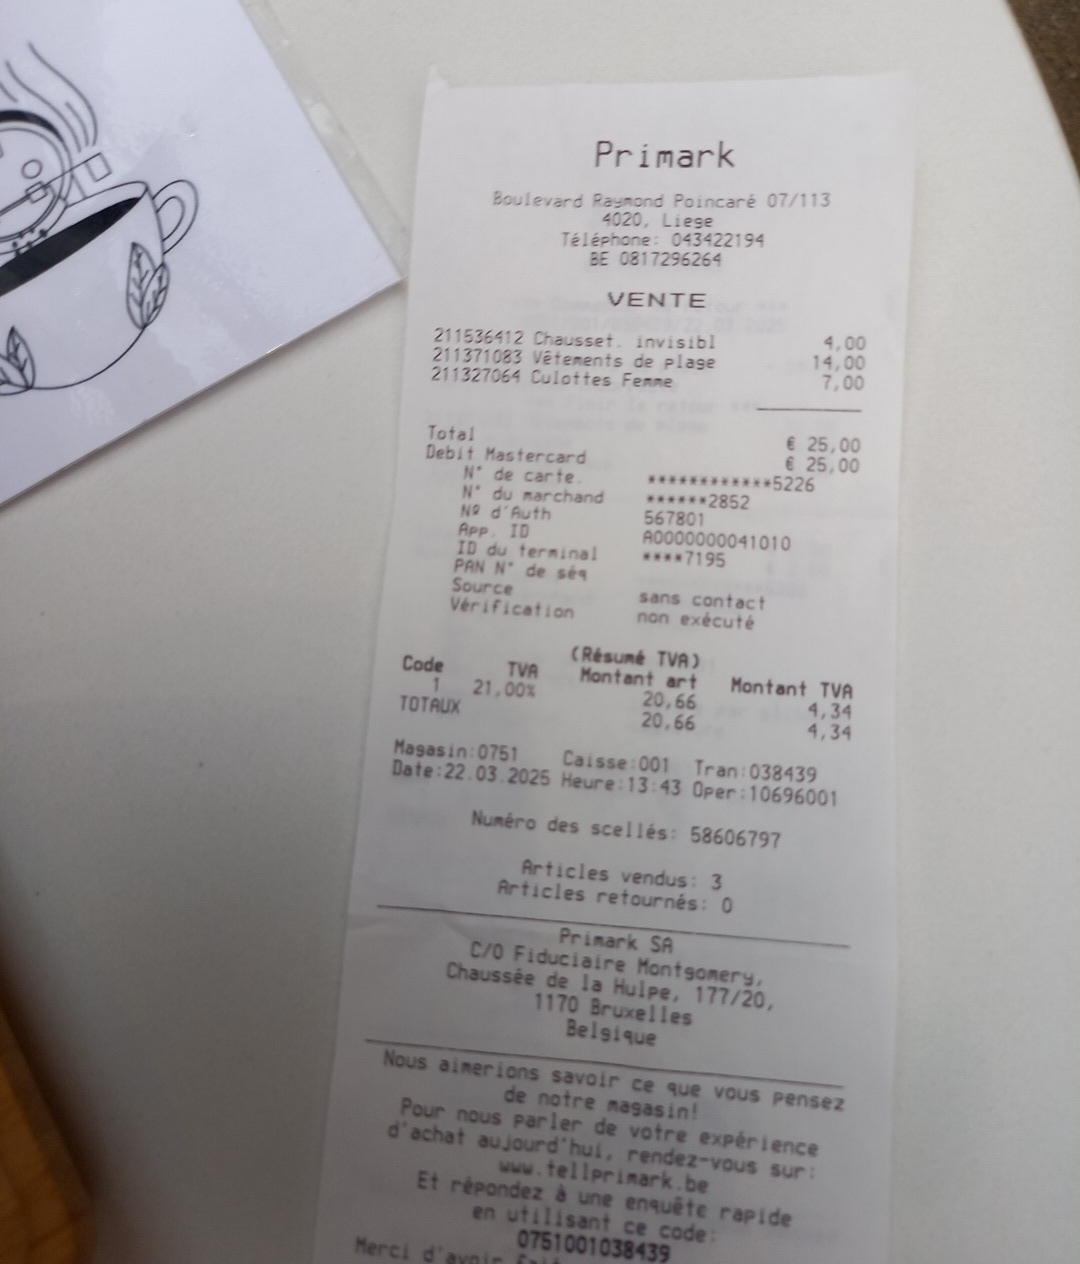 Primark
Boulevard Raymond Poincaré 07/113
4020, Liege
Téléphone: 043422194
BE 0817296264
VENTE
211536412 Chausset. invisibl 4,00
211371083 Vêtements de plage 14,00
211327064 Culottes Femme 7,00
Total € 25,00
Debit Mastercard € 25,00
N° de carte. ************5226
N° du marchand ******2852
Nº d'Auth 567801
App. ID A0000000041010
ID du terminal ****7195
PAN N° de séq
Source sans contact
Vérification non exécuté
(Résumé TVA)
Code TVA Montant art Montant TVA
1 21,00% 20,66 4,34
TOTAUX 20,66 4,34
Magasin:0751 Caisse:001 Tran:038439
Date:22.03.2025 Heure:13:43 Oper:10696001
Numéro des scellés: 58606797
Articles vendus: 3
Articles retournés: 0
Primark SA
C/O Fiduciaire Montgomery,
Chaussée de la Hulpe, 177/20,
1170 Bruxelles
Belgique
Nous aimerions savoir ce que vous pensez
de notre magasin!
Pour nous parler de votre expérience
d'achat aujourd'hui, rendez-vous sur:
www.tellprimark.be
Et répondez à une enquête rapide
en utilisant ce code:
0751001038439
Merci d'avoir